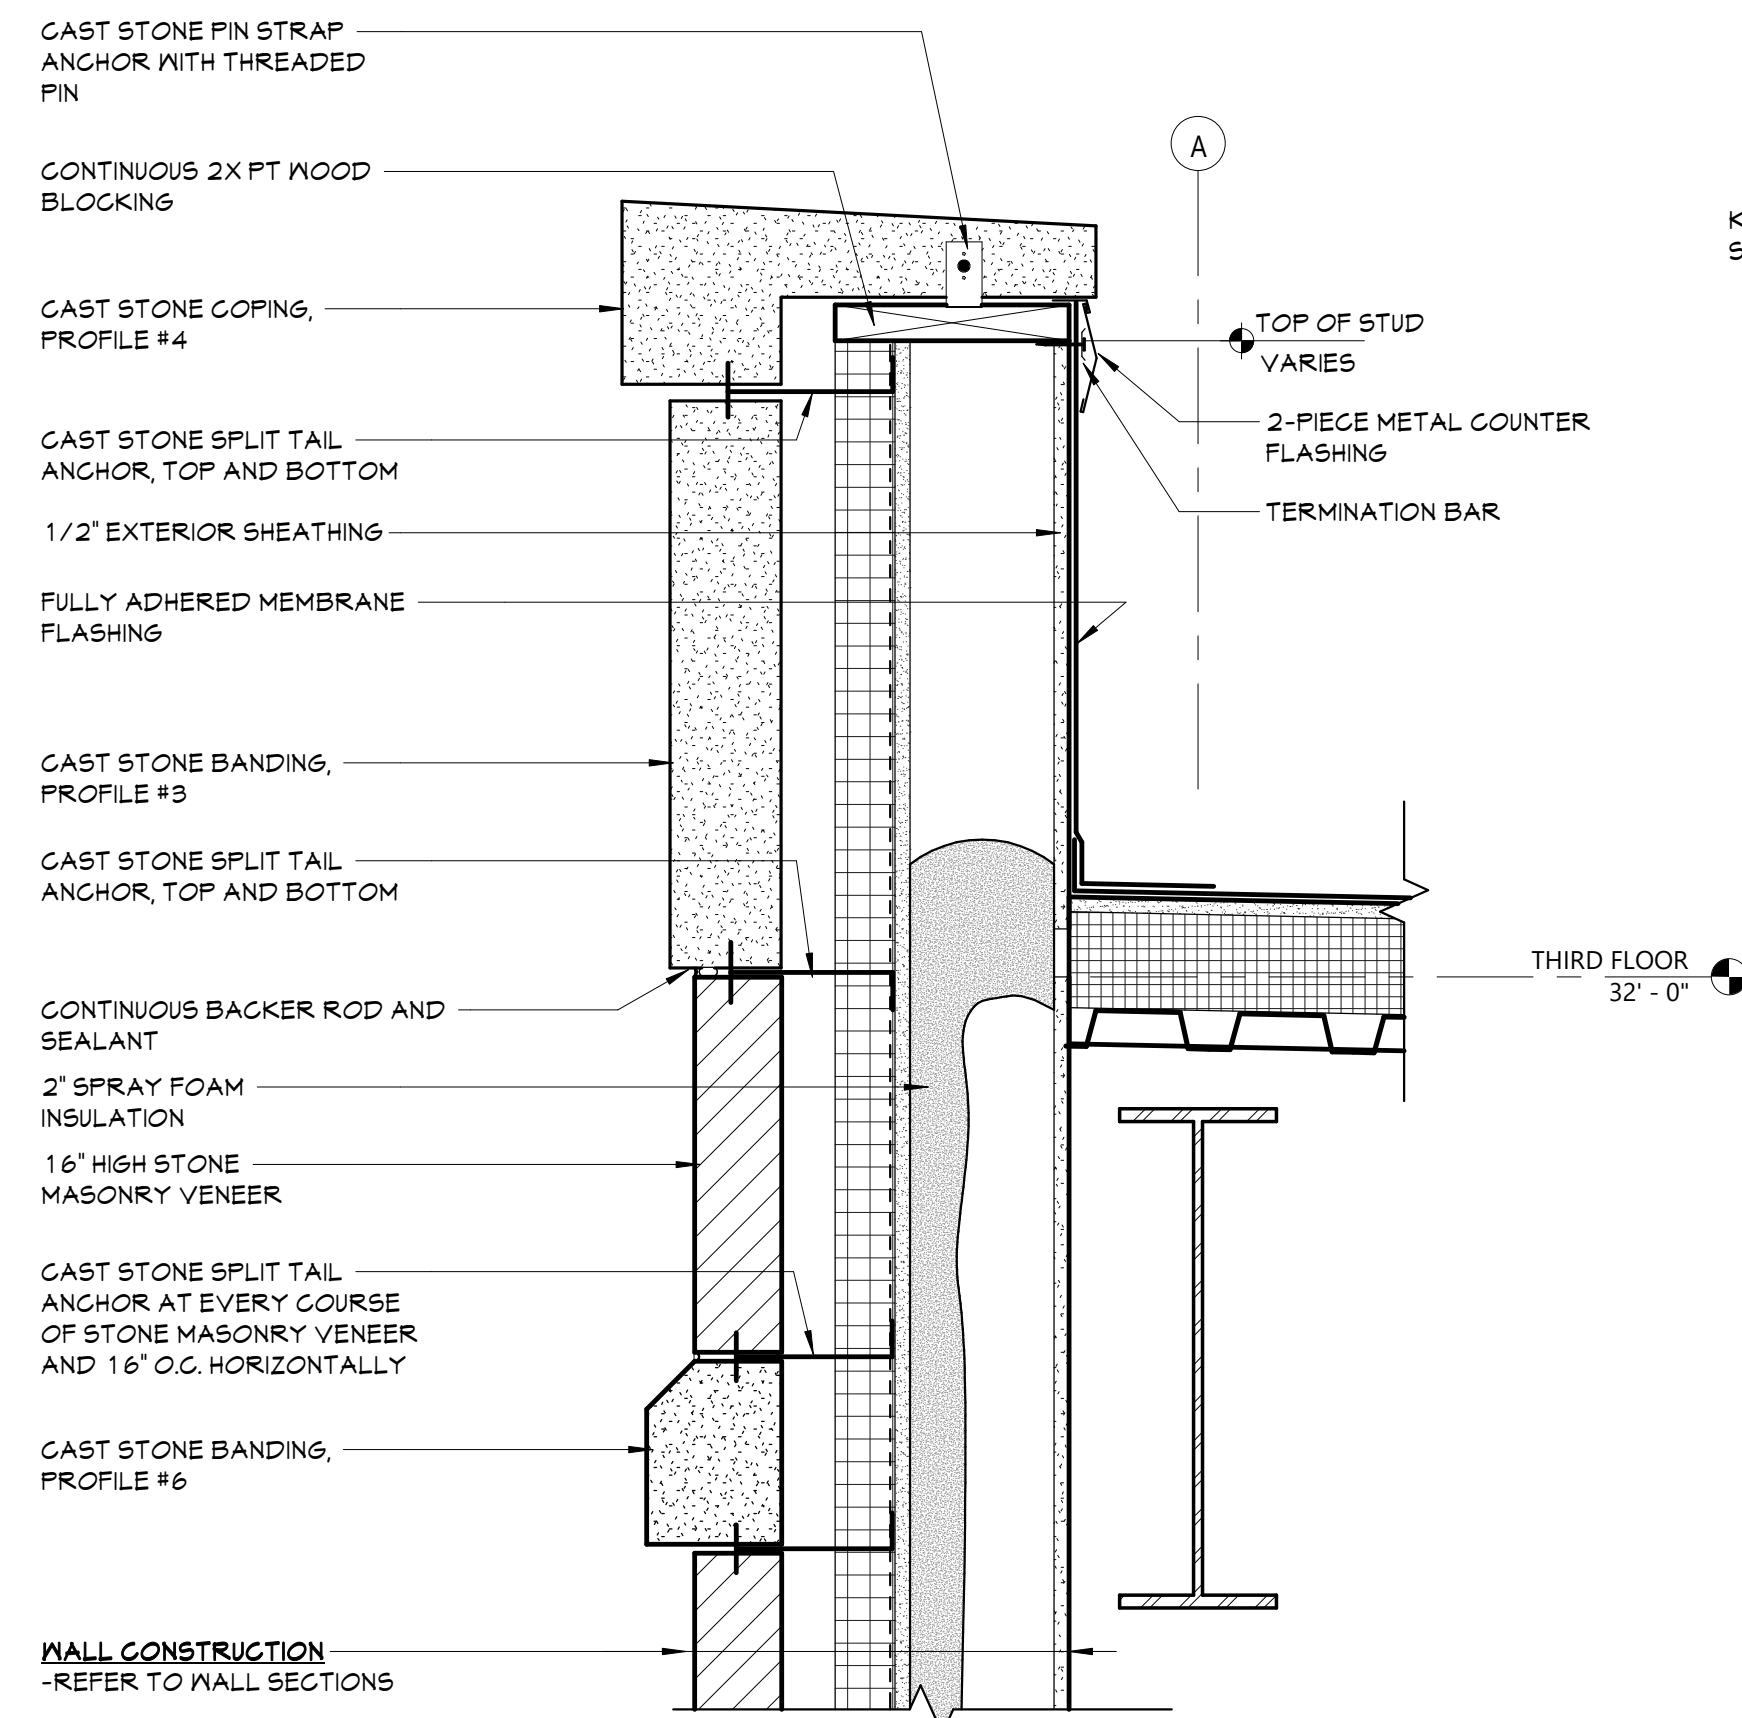 CAST STONE PIN STRAP
ANCHOR WITH THREADED
PIN
CONTINUOUS 2X PT WOOD
BLOCKING
CAST STONE COPING,
PROFILE #4
CAST STONE SPLIT TAIL
ANCHOR, TOP AND BOTTOM
1/2" EXTERIOR SHEATHING
FULLY ADHERED MEMBRANE
FLASHING
CAST STONE BANDING,
PROFILE #3
CAST STONE SPLIT TAIL
ANCHOR, TOP AND BOTTOM
CONTINUOUS BACKER ROD AND
SEALANT
2" SPRAY FOAM
INSULATION
16" HIGH STONE
MASONRY VENEER
CAST STONE SPLIT TAIL
ANCHOR AT EVERY COURSE
OF STONE MASONRY VENEER
AND 16" O.C. HORIZONTALLY
CAST STONE BANDING,
PROFILE #6
WALL CONSTRUCTION
-REFER TO WALL SECTIONS
A
TOP OF STUD
VARIES
2-PIECE METAL COUNTER
FLASHING
TERMINATION BAR
THIRD FLOOR
32' - 0"